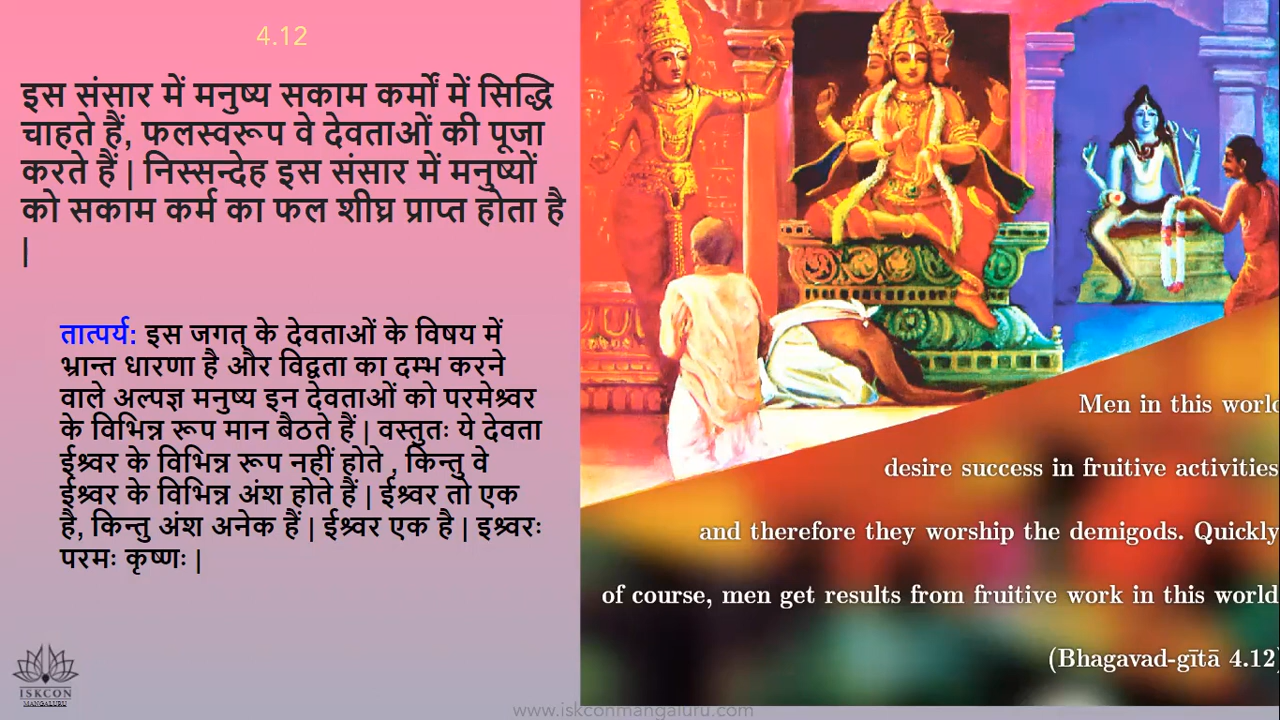 4.12
इस संसार में मनुष्य सकाम कर्मों में सिद्धि
चाहते हैं, फलस्वरूप वे देवताओं की पूजा
करते हैं | निस्सन्देह इस संसार में मनुष्यों
को सकाम कर्म का फल शीघ्र प्राप्त होता है
|
तात्पर्य: इस जगत् के देवताओं के विषय में
भ्रान्त धारणा है और विद्वता का दम्भ करने
वाले अल्पज्ञ मनुष्य इन देवताओं को परमेश्र्वर
के विभिन्न रूप मान बैठते हैं | वस्तुतः ये देवता
ईश्र्वर के विभिन्न रूप नहीं होते , किन्तु वे
ईश्र्वर के विभिन्न अंश होते हैं | ईश्र्वर तो एक
है, किन्तु अंश अनेक हैं | ईश्र्वर एक है | इश्र्वरः
परमः कृष्णः |
Men in this world
desire success in fruitive activities
and therefore they worship the demigods. Quickly
of course, men get results from fruitive work in this world
(Bhagavad-gītā 4.12)
ISKCON
MANGALURU
www.iskconmangaluru.com